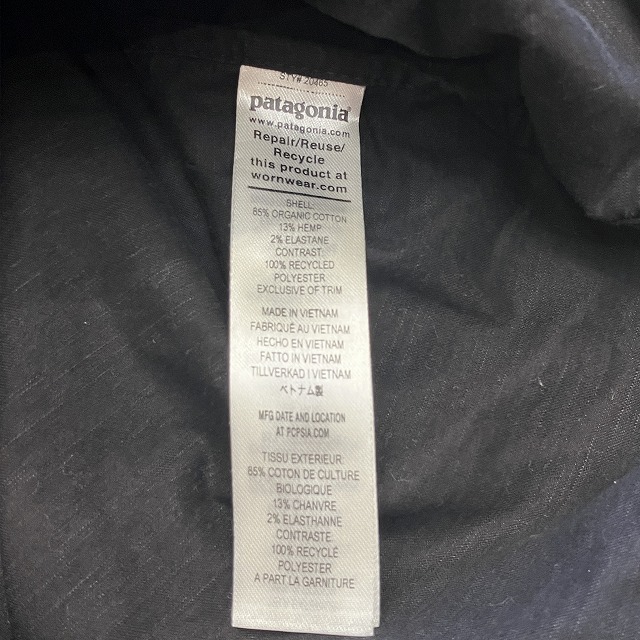 STY# 20465
patagonia®
www.patagonia.com
Repair/Reuse/
Recycle
this product at
wornwear.com
SHELL:
85% ORGANIC COTTON
13% HEMP
2% ELASTANE
CONTRAST:
100% RECYCLED
POLYESTER
EXCLUSIVE OF TRIM
MADE IN VIETNAM
FABRIQUÉ AU VIETNAM
HECHO EN VIETNAM
FATTO IN VIETNAM
TILLVERKAD I VIETNAM
ベトナム製
MFG DATE AND LOCATION
AT PCPSIA.COM
TISSU EXTERIEUR:
85% COTON DE CULTURE
BIOLOGIQUE
13% CHANVRE
2% ELASTHANNE
CONTRASTE:
100% RECYCLÉ
POLYESTER
A PART LA GARNITURE